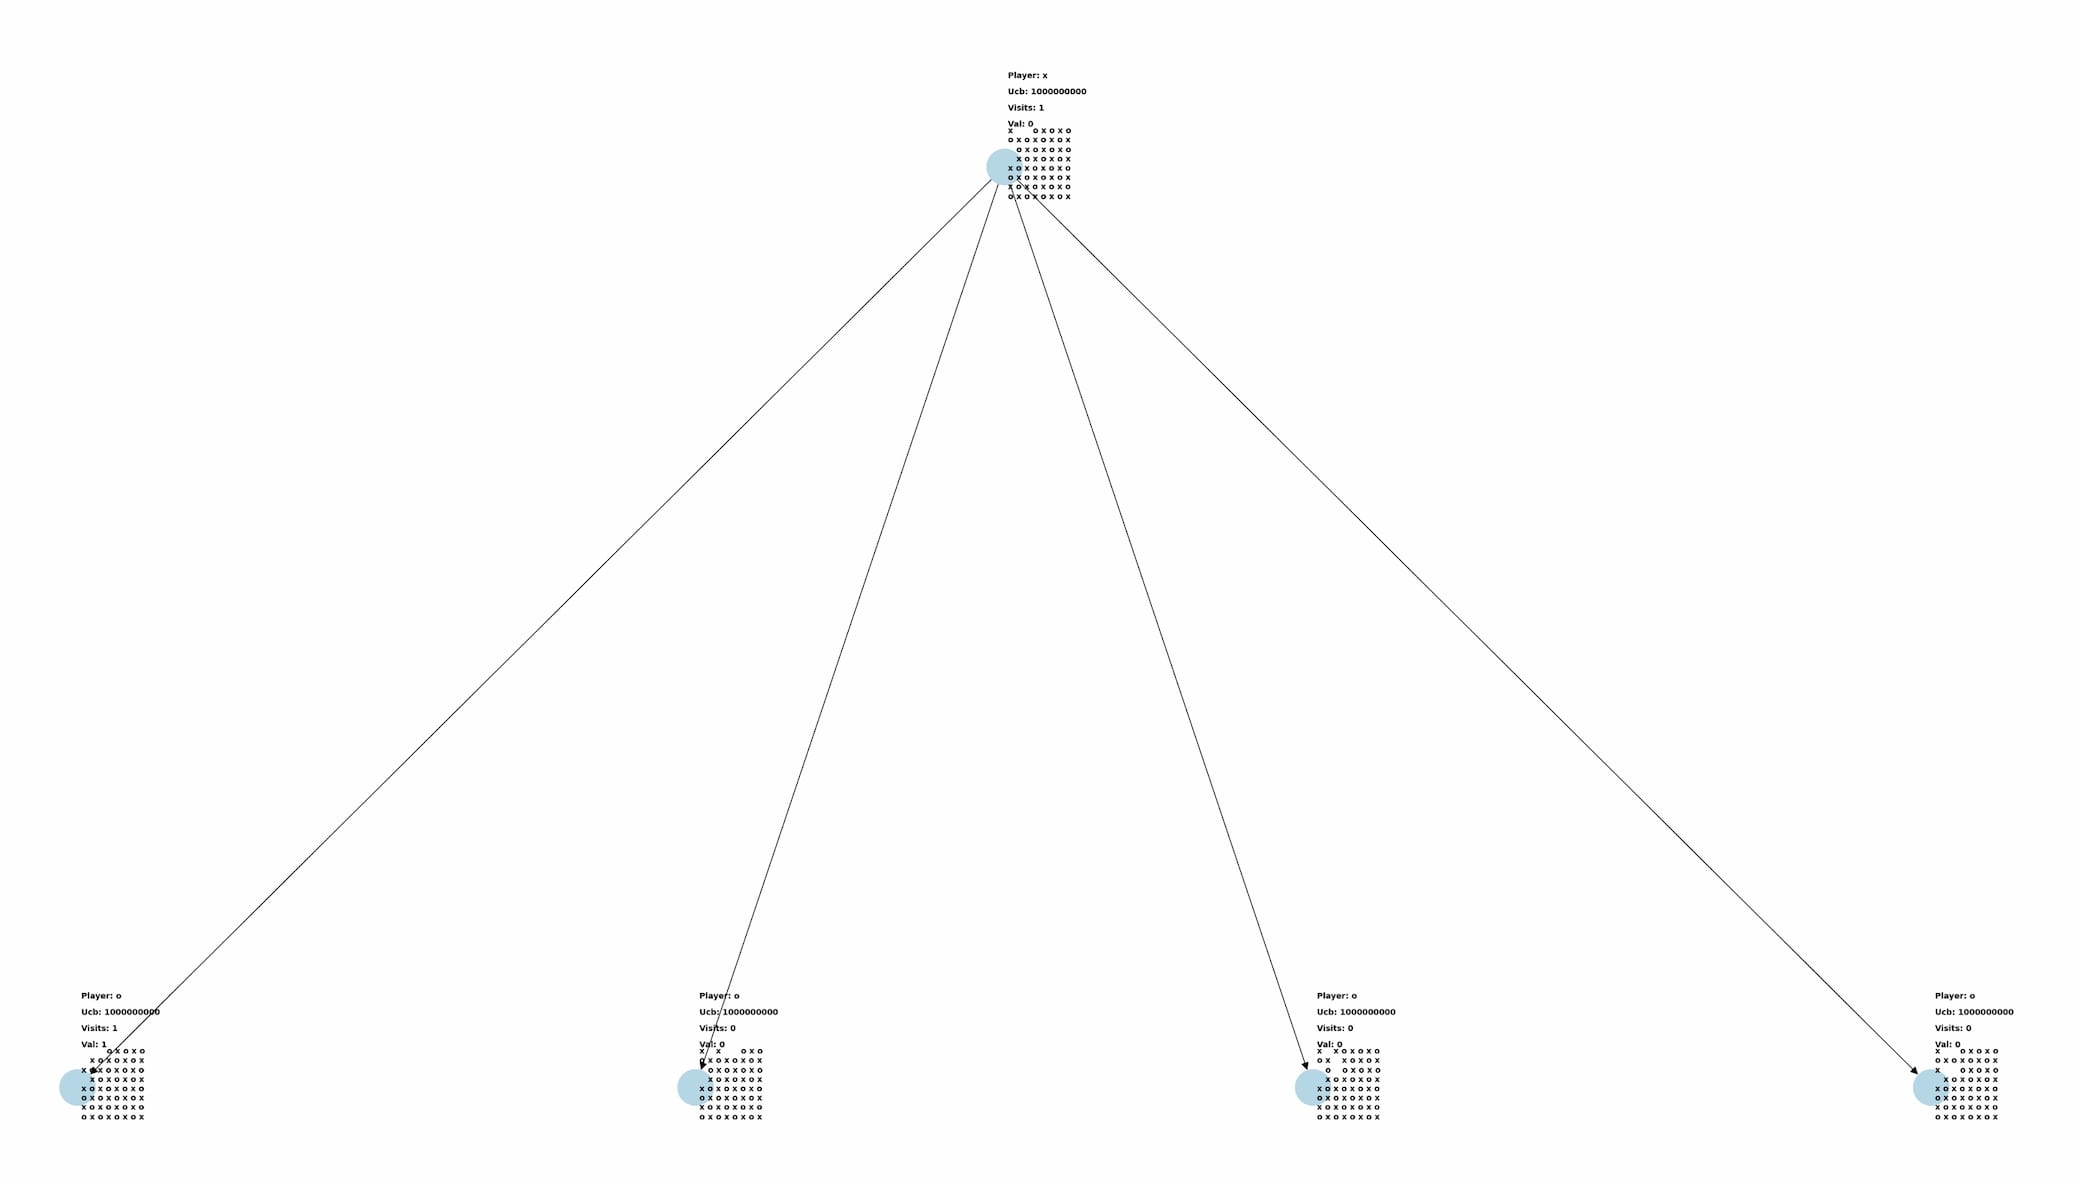 Player: x
Ucb: 1000000000
Visits: 1
Val: 0
x     o x o x o
o x o x o x o x
  o x o x o x o
  x o x o x o x
x o x o x o x o
o x o x o x o x
x o x o x o x o
o x o x o x o x
Player: o
Ucb: 1000000000
Visits: 1
Val: 1
      o x o x o
  x o x o x o x
x o x o x o x o
  x o x o x o x
x o x o x o x o
o x o x o x o x
x o x o x o x o
o x o x o x o x
Player: o
Ucb: 1000000000
Visits: 0
Val: 0
x   x     o x o
o x o x o x o x
  o x o x o x o
  x o x o x o x
x o x o x o x o
o x o x o x o x
x o x o x o x o
o x o x o x o x
Player: o
Ucb: 1000000000
Visits: 0
Val: 0
x   x o x o x o
o x   x o x o x
  o   o x o x o
  x o x o x o x
x o x o x o x o
o x o x o x o x
x o x o x o x o
o x o x o x o x
Player: o
Ucb: 1000000000
Visits: 0
Val: 0
x     o x o x o
o x o x o x o x
x     o x o x o
  x o x o x o x
x o x o x o x o
o x o x o x o x
x o x o x o x o
o x o x o x o x